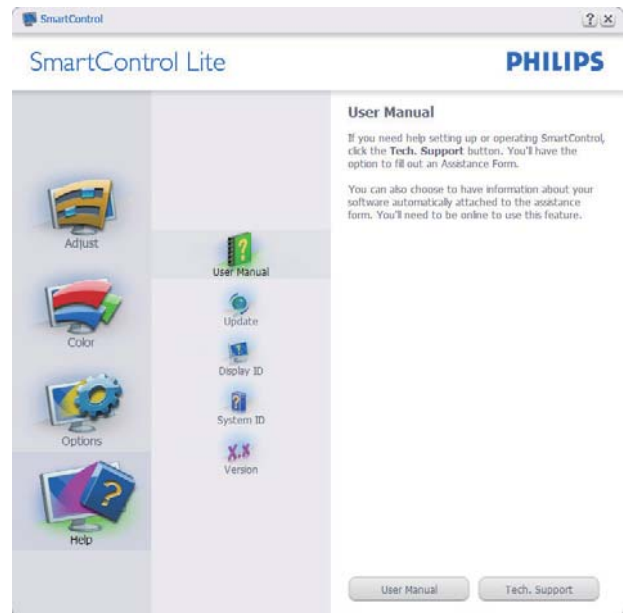 SmartControl
SmartControl Lite
PHILIPS
Adjust
Color
Options
Help
User Manual
Update
Display ID
System ID
X.X
Version
User Manual
If you need help setting up or operating SmartControl,
click the Tech. Support button. You'll have the
option to fill out an Assistance Form.
You can also choose to have information about your
software automatically attached to the assistance
form. You'll need to be online to use this feature.
User Manual
Tech. Support